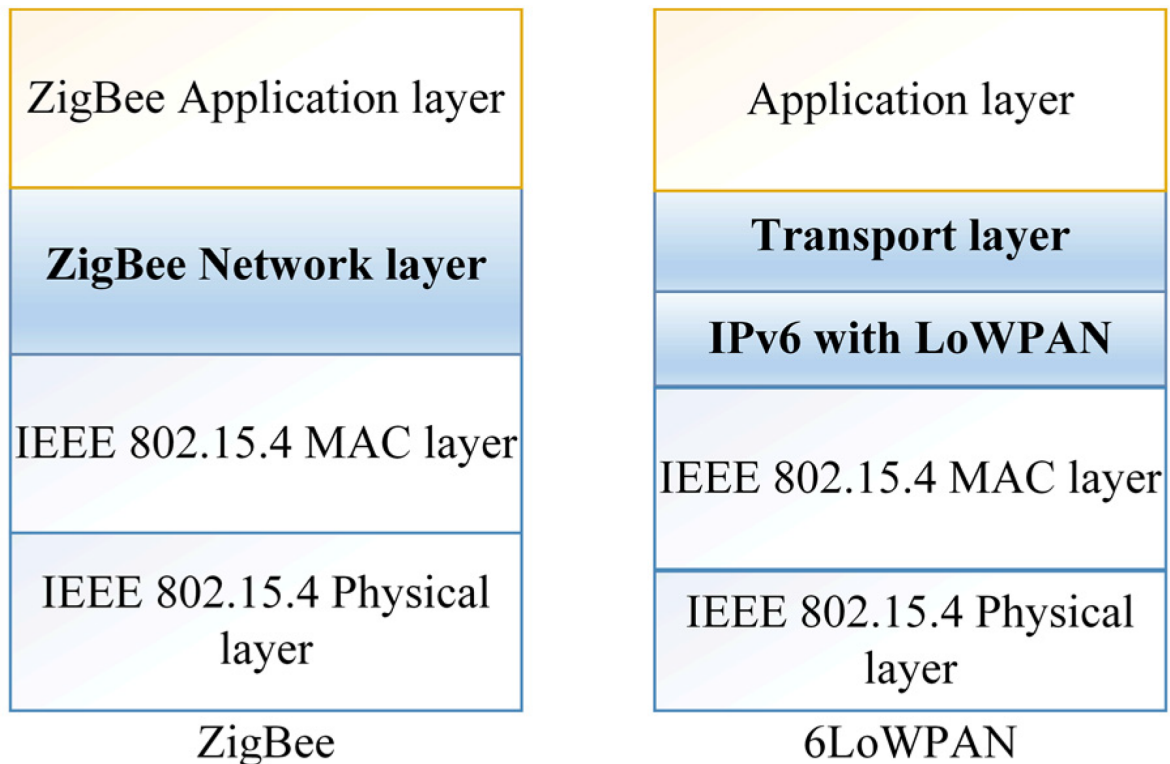 ZigBee Application layer
ZigBee Network layer
IEEE 802.15.4 MAC layer
IEEE 802.15.4 Physical
layer
ZigBee
Application layer
Transport layer
IPv6 with LoWPAN
IEEE 802.15.4 MAC layer
IEEE 802.15.4 Physical
layer
6LoWPAN